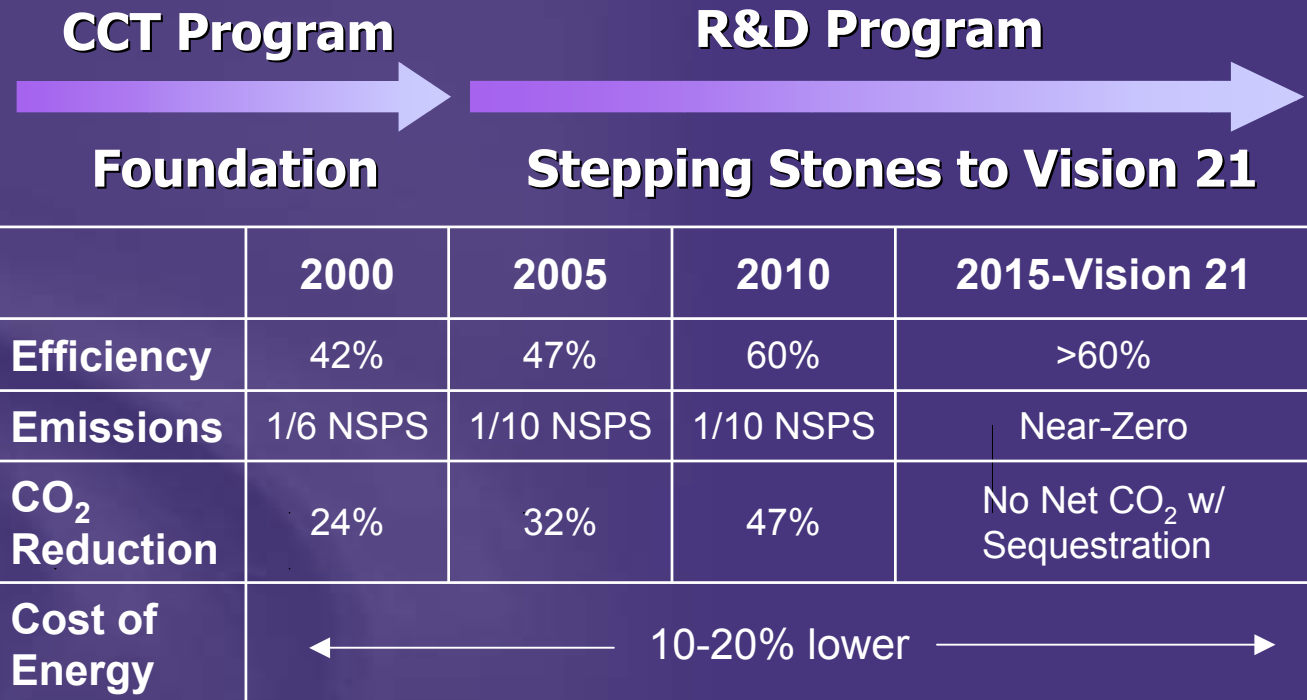 CCT Program
R&D Program
Foundation
Stepping Stones to Vision 21
2000 2005 2010 2015-Vision 21
Efficiency 42% 47% 60% >60%
Emissions 1/6 NSPS 1/10 NSPS 1/10 NSPS Near-Zero
CO₂
Reduction
24% 32% 47%
No Net CO₂ w/
Sequestration
Cost of
Energy
10-20% lower